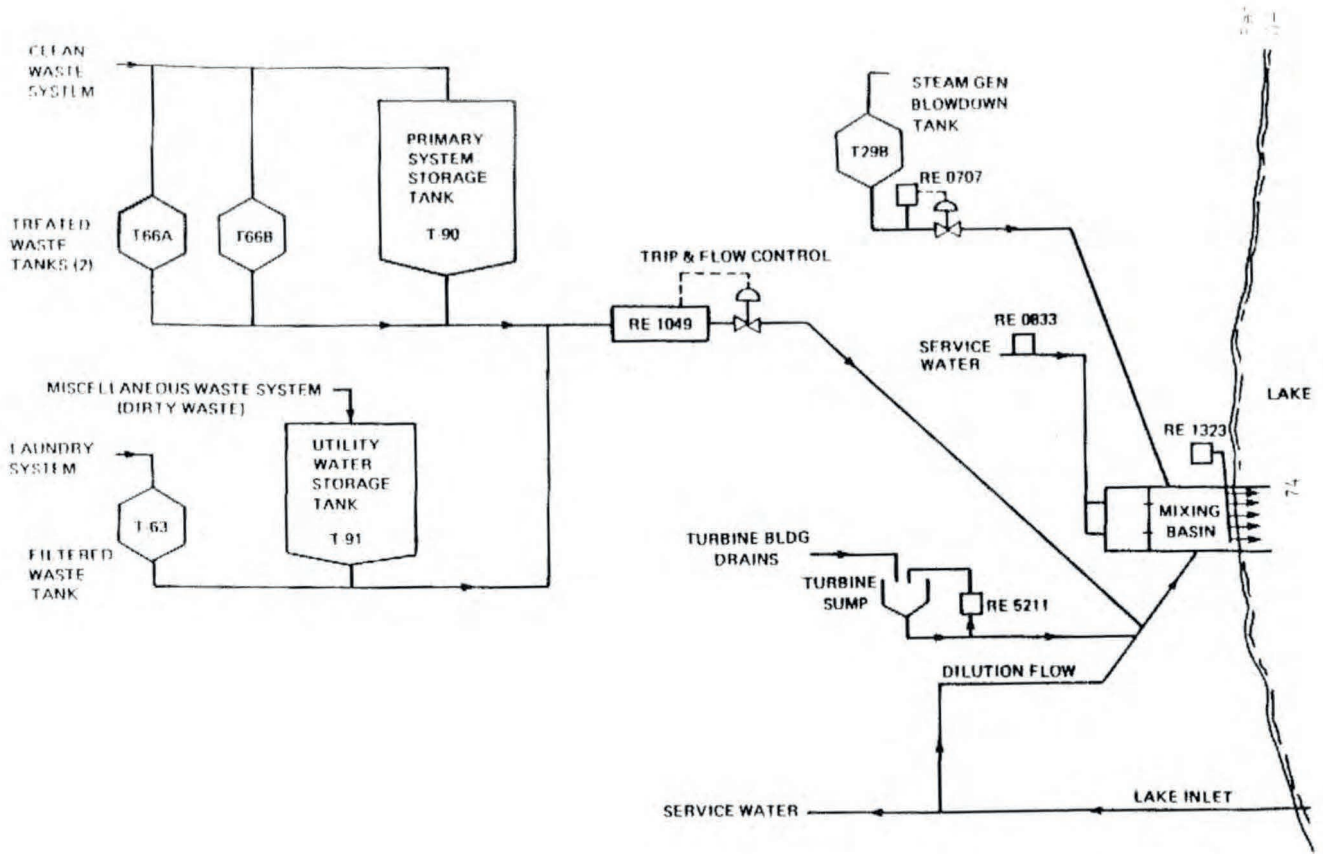 CLEAN
WASTE
SYSTEM
PRIMARY
SYSTEM
STORAGE
TANK
T-90
STEAM GEN
BLOWDOWN
TANK
T29B
RE 0707
TREATED
WASTE
TANKS (2)
T66A
T66B
TRIP & FLOW CONTROL
RE 1049
RE 0833
SERVICE
WATER
LAKE
MISCELLANEOUS WASTE SYSTEM
(DIRTY WASTE)
LAUNDRY
SYSTEM
UTILITY
WATER
STORAGE
TANK
T-91
T-63
FILTERED
WASTE
TANK
RE 1323
MIXING
BASIN
74
TURBINE BLDG
DRAINS
TURBINE
SUMP
RE 5211
DILUTION FLOW
SERVICE WATER
LAKE INLET